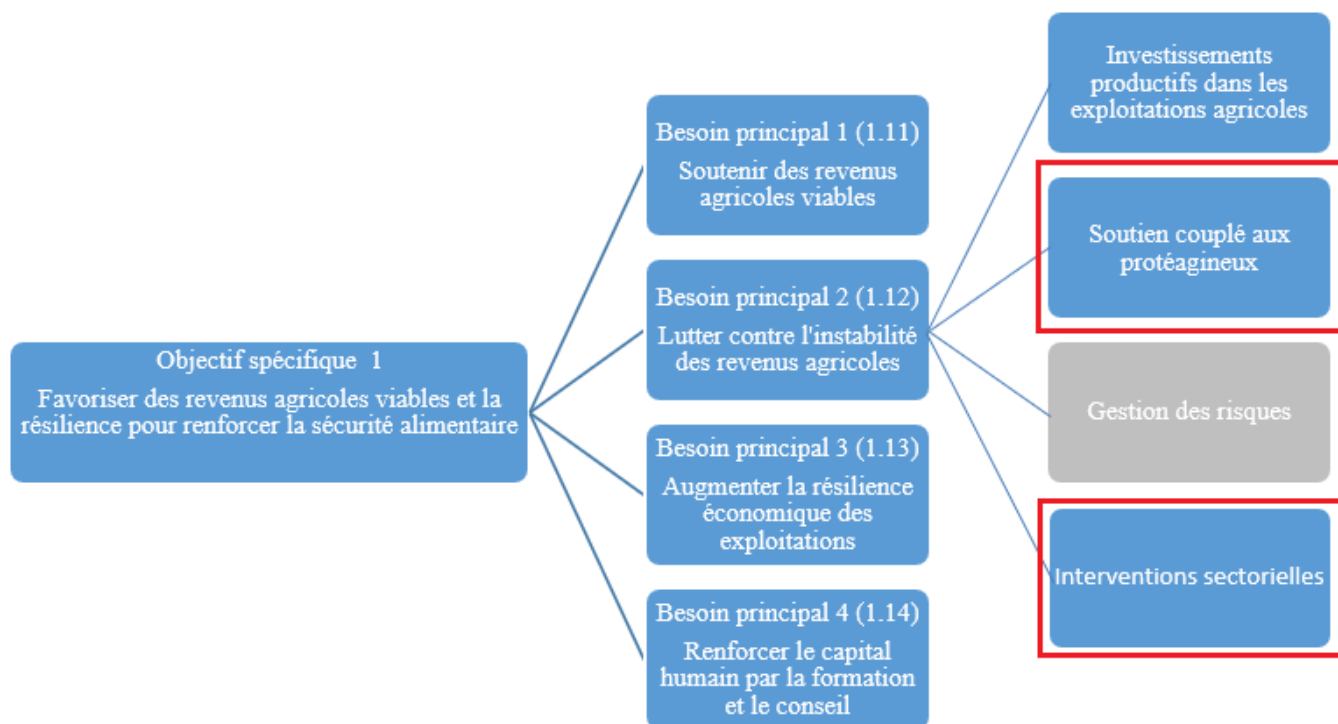 Objectif spécifique 1
Favoriser des revenus agricoles viables et la
résilience pour renforcer la sécurité alimentaire
Besoin principal 1 (1.11)
Soutenir des revenus
agricoles viables
Besoin principal 2 (1.12)
Lutter contre l'instabilité
des revenus agricoles
Besoin principal 3 (1.13)
Augmenter la résilience
économique des
exploitations
Besoin principal 4 (1.14)
Renforcer le capital
humain par la formation
et le conseil
Investissements
productifs dans les
exploitations agricoles
Soutien couplé aux
protéagineux
Gestion des risques
Interventions sectorielles